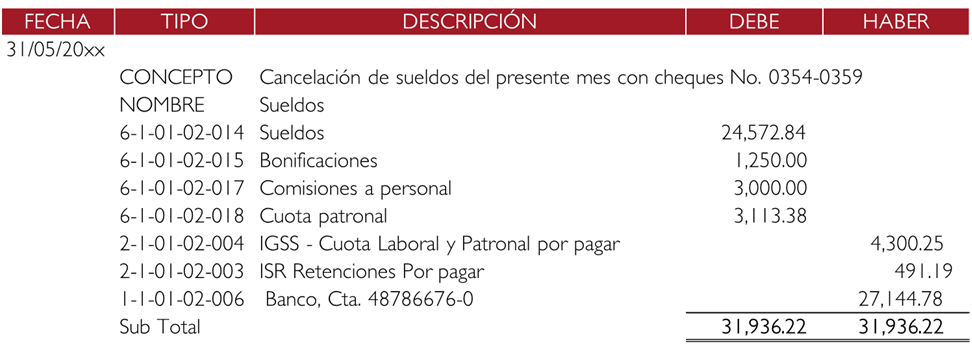 FECHA TIPO DESCRIPCIÓN DEBE HABER
31/05/20xx
CONCEPTO Cancelación de sueldos del presente mes con cheques No. 0354-0359
NOMBRE Sueldos
6-1-01-02-014 Sueldos 24,572.84
6-1-01-02-015 Bonificaciones 1,250.00
6-1-01-02-017 Comisiones a personal 3,000.00
6-1-01-02-018 Cuota patronal 3,113.38
2-1-01-02-004 IGSS - Cuota Laboral y Patronal por pagar 4,300.25
2-1-01-02-003 ISR Retenciones Por pagar 491.19
1-1-01-02-006 Banco, Cta. 48786676-0 27,144.78
Sub Total 31,936.22 31,936.22